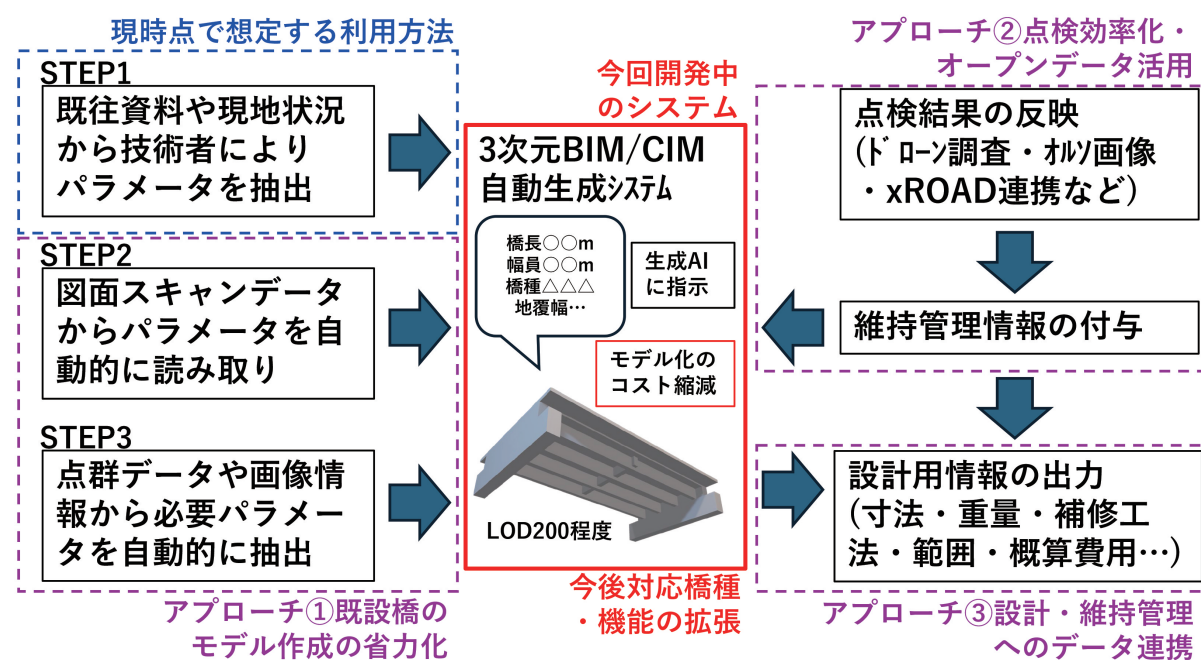 現時点で想定する利用方法
STEP1
既往資料や現地状況
から技術者により
パラメータを抽出
STEP2
図面スキャンデータ
からパラメータを自
動的に読み取り
STEP3
点群データや画像情
報から必要パラメー
タを自動的に抽出
アプローチ①既設橋の
モデル作成の省力化
今回開発中
のシステム
3次元BIM/CIM
自動生成ｼｽﾃﾑ
橋長○○m
幅員○○m
橋種△△△
地覆幅…
生成AI
に指示
モデル化の
コスト縮減
LOD200程度
今後対応橋種
・機能の拡張
アプローチ②点検効率化・
オープンデータ活用
点検結果の反映
(ﾄﾞﾛｰﾝ調査・ｵﾙｿ画像
・xROAD連携など)
維持管理情報の付与
設計用情報の出力
(寸法・重量・補修工
法・範囲・概算費用…)
アプローチ③設計・維持管理
へのデータ連携